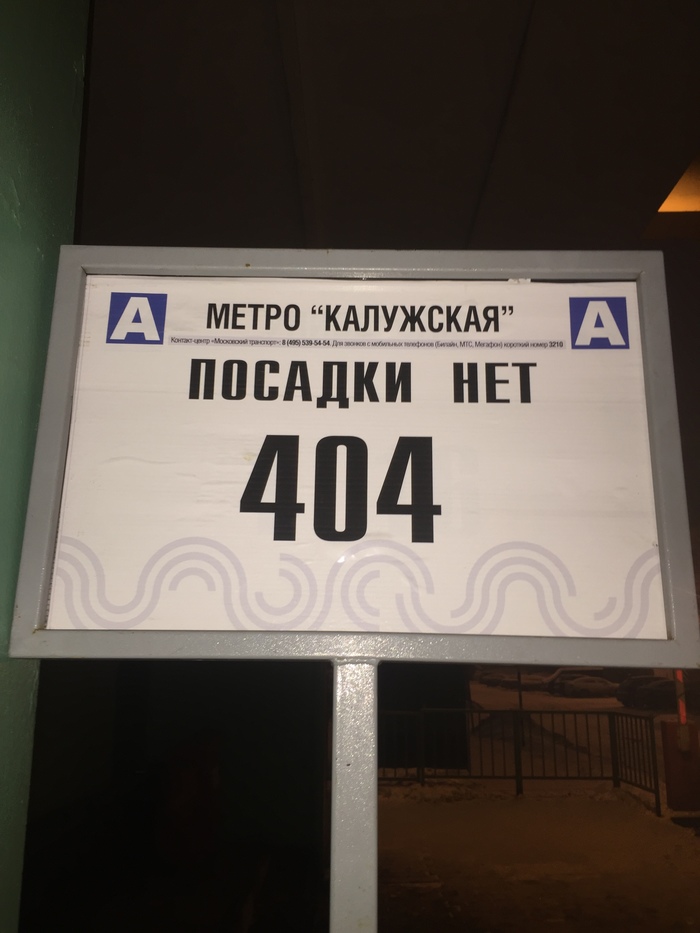 А МЕТРО “КАЛУЖСКАЯ” А
Контакт-центр «Московский транспорт»: 8 (495) 539-54-54. Для звонков с мобильных телефонов (Билайн, МТС, Мегафон) короткий номер 3210
ПОСАДКИ НЕТ
404